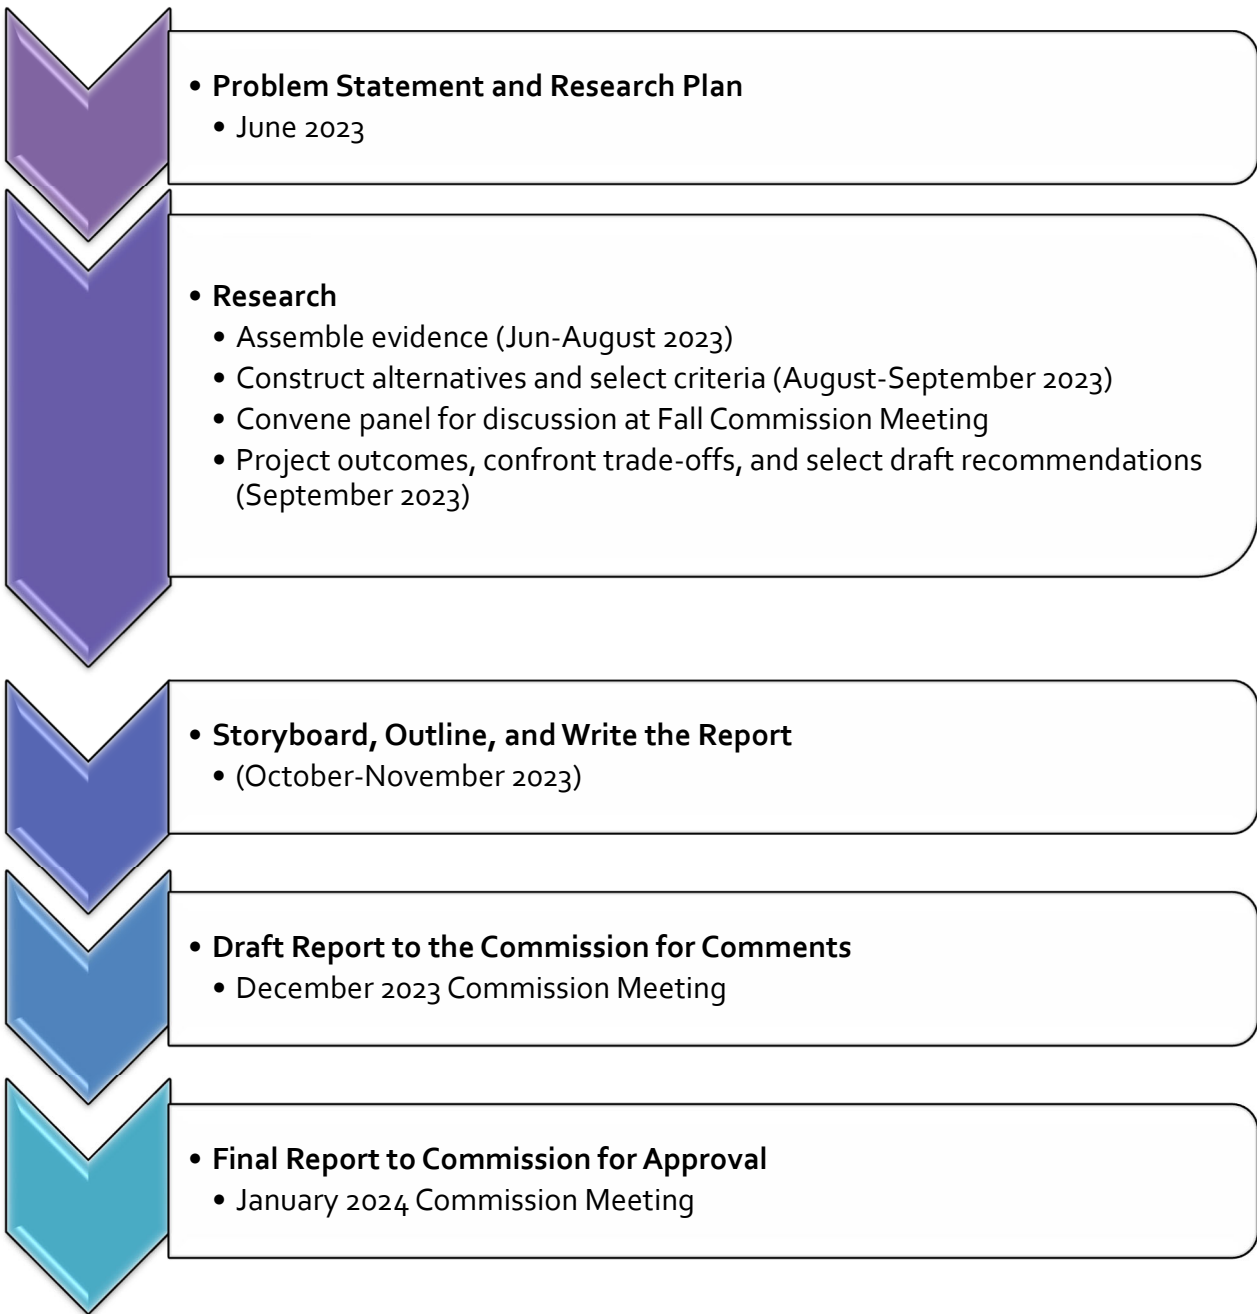 • Problem Statement and Research Plan
• June 2023
• Research
• Assemble evidence (Jun-August 2023)
• Construct alternatives and select criteria (August-September 2023)
• Convene panel for discussion at Fall Commission Meeting
• Project outcomes, confront trade-offs, and select draft recommendations
(September 2023)
• Storyboard, Outline, and Write the Report
• (October-November 2023)
• Draft Report to the Commission for Comments
• December 2023 Commission Meeting
• Final Report to Commission for Approval
• January 2024 Commission Meeting